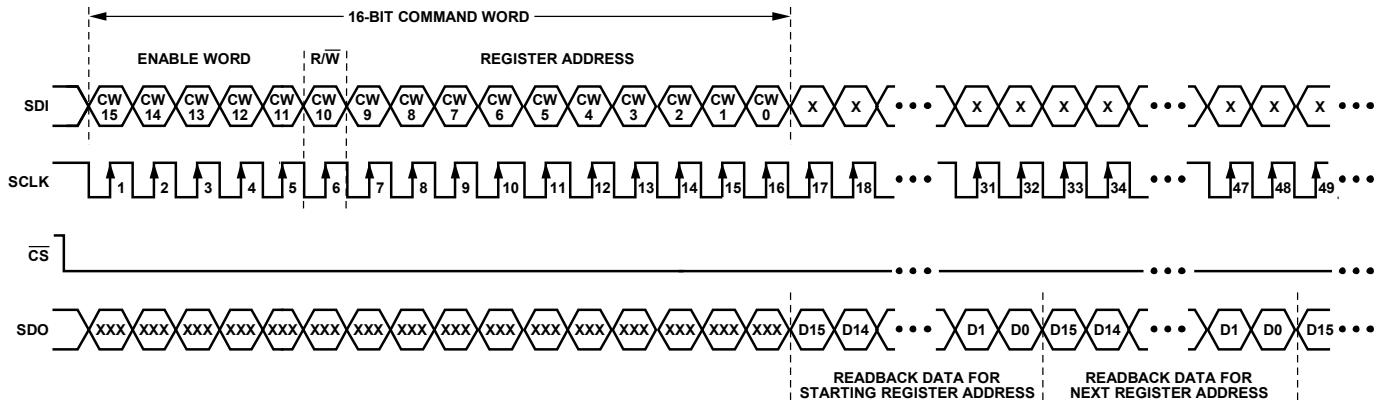 16-BIT COMMAND WORD
ENABLE WORD R/W̅ REGISTER ADDRESS
SDI CW 15 CW 14 CW 13 CW 12 CW 11 CW 10 CW 9 CW 8 CW 7 CW 6 CW 5 CW 4 CW 3 CW 2 CW 1 CW 0 X X X X X X X X X
SCLK 1 2 3 4 5 6 7 8 9 10 11 12 13 14 15 16 17 18 31 32 33 34 47 48 49
C̅S̅
SDO XXX XXX XXX XXX XXX XXX XXX XXX XXX XXX XXX XXX XXX XXX XXX XXX D15 D14 D1 D0 D15 D14 D1 D0 D15
READBACK DATA FOR STARTING REGISTER ADDRESS
READBACK DATA FOR NEXT REGISTER ADDRESS